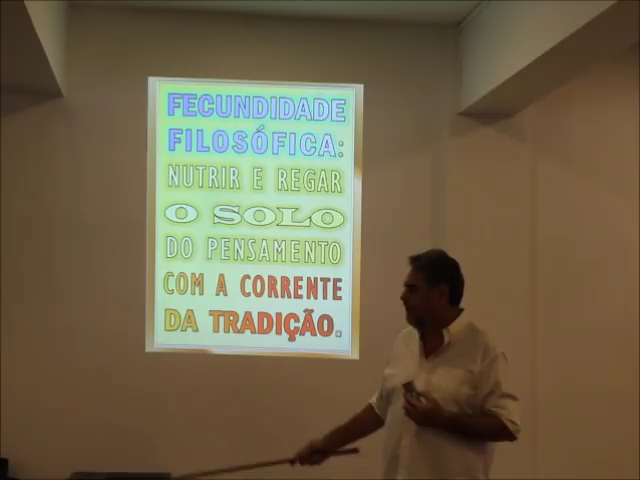 FECUNDIDADE
FILOSÓFICA:
NUTRIR E REGAR
O SOLO
DO PENSAMENTO
COM A CORRENTE
DA TRADIÇÃO.